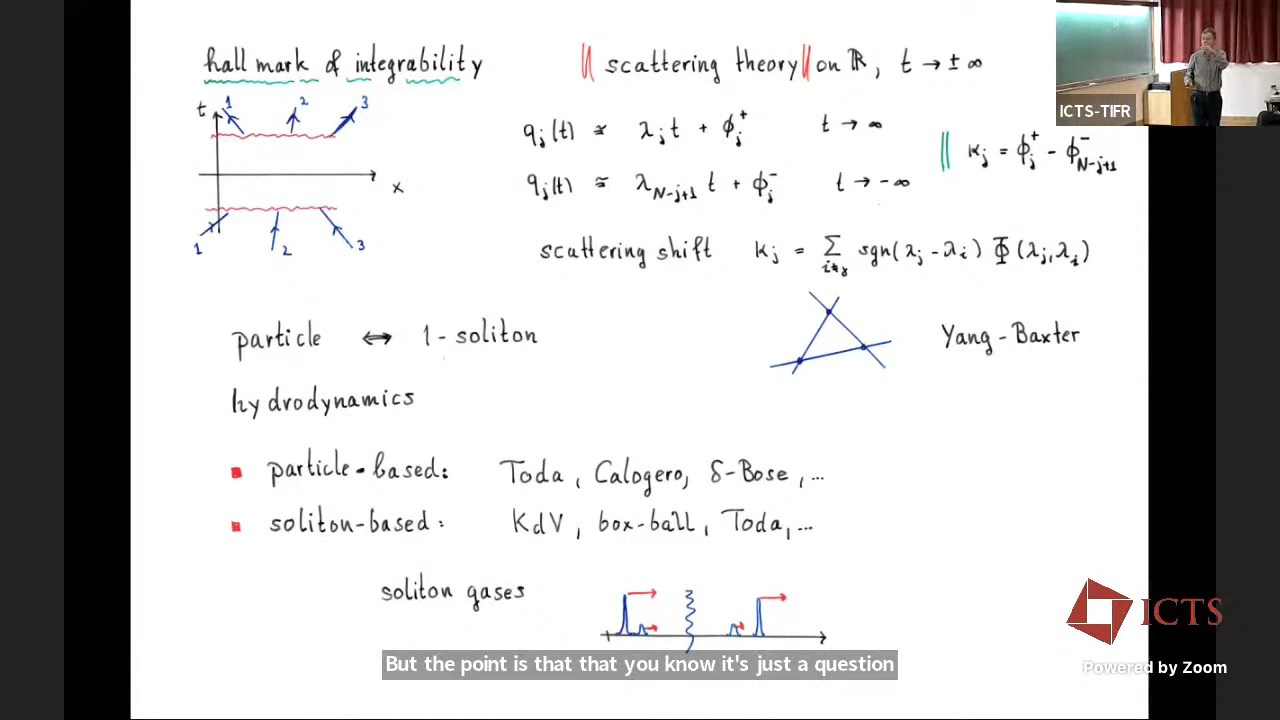 hallmark of integrability
scattering theory on ℝ, t → ± ∞
t
1 2 3
x
1 2 3
q_j(t) ≃ λ_j t + ϕ_j^+ t → ∞
q_j(t) ≅ λ_{N-j+1} t + ϕ_j^- t → -∞
κ_j = ϕ_j^+ - ϕ_{N-j+1}^-
scattering shift κ_j = Σ_{i≠j} sgn(λ_j - λ_i) Φ(λ_j, λ_i)
particle ⇔ 1-soliton
Yang-Baxter
hydrodynamics
particle-based: Toda, Calogero, δ-Bose, ...
soliton-based: KdV, box-ball, Toda, ...
soliton gases
But the point is that that you know it's just a question
ICTS-TIFR
ICTS
Powered by Zoom